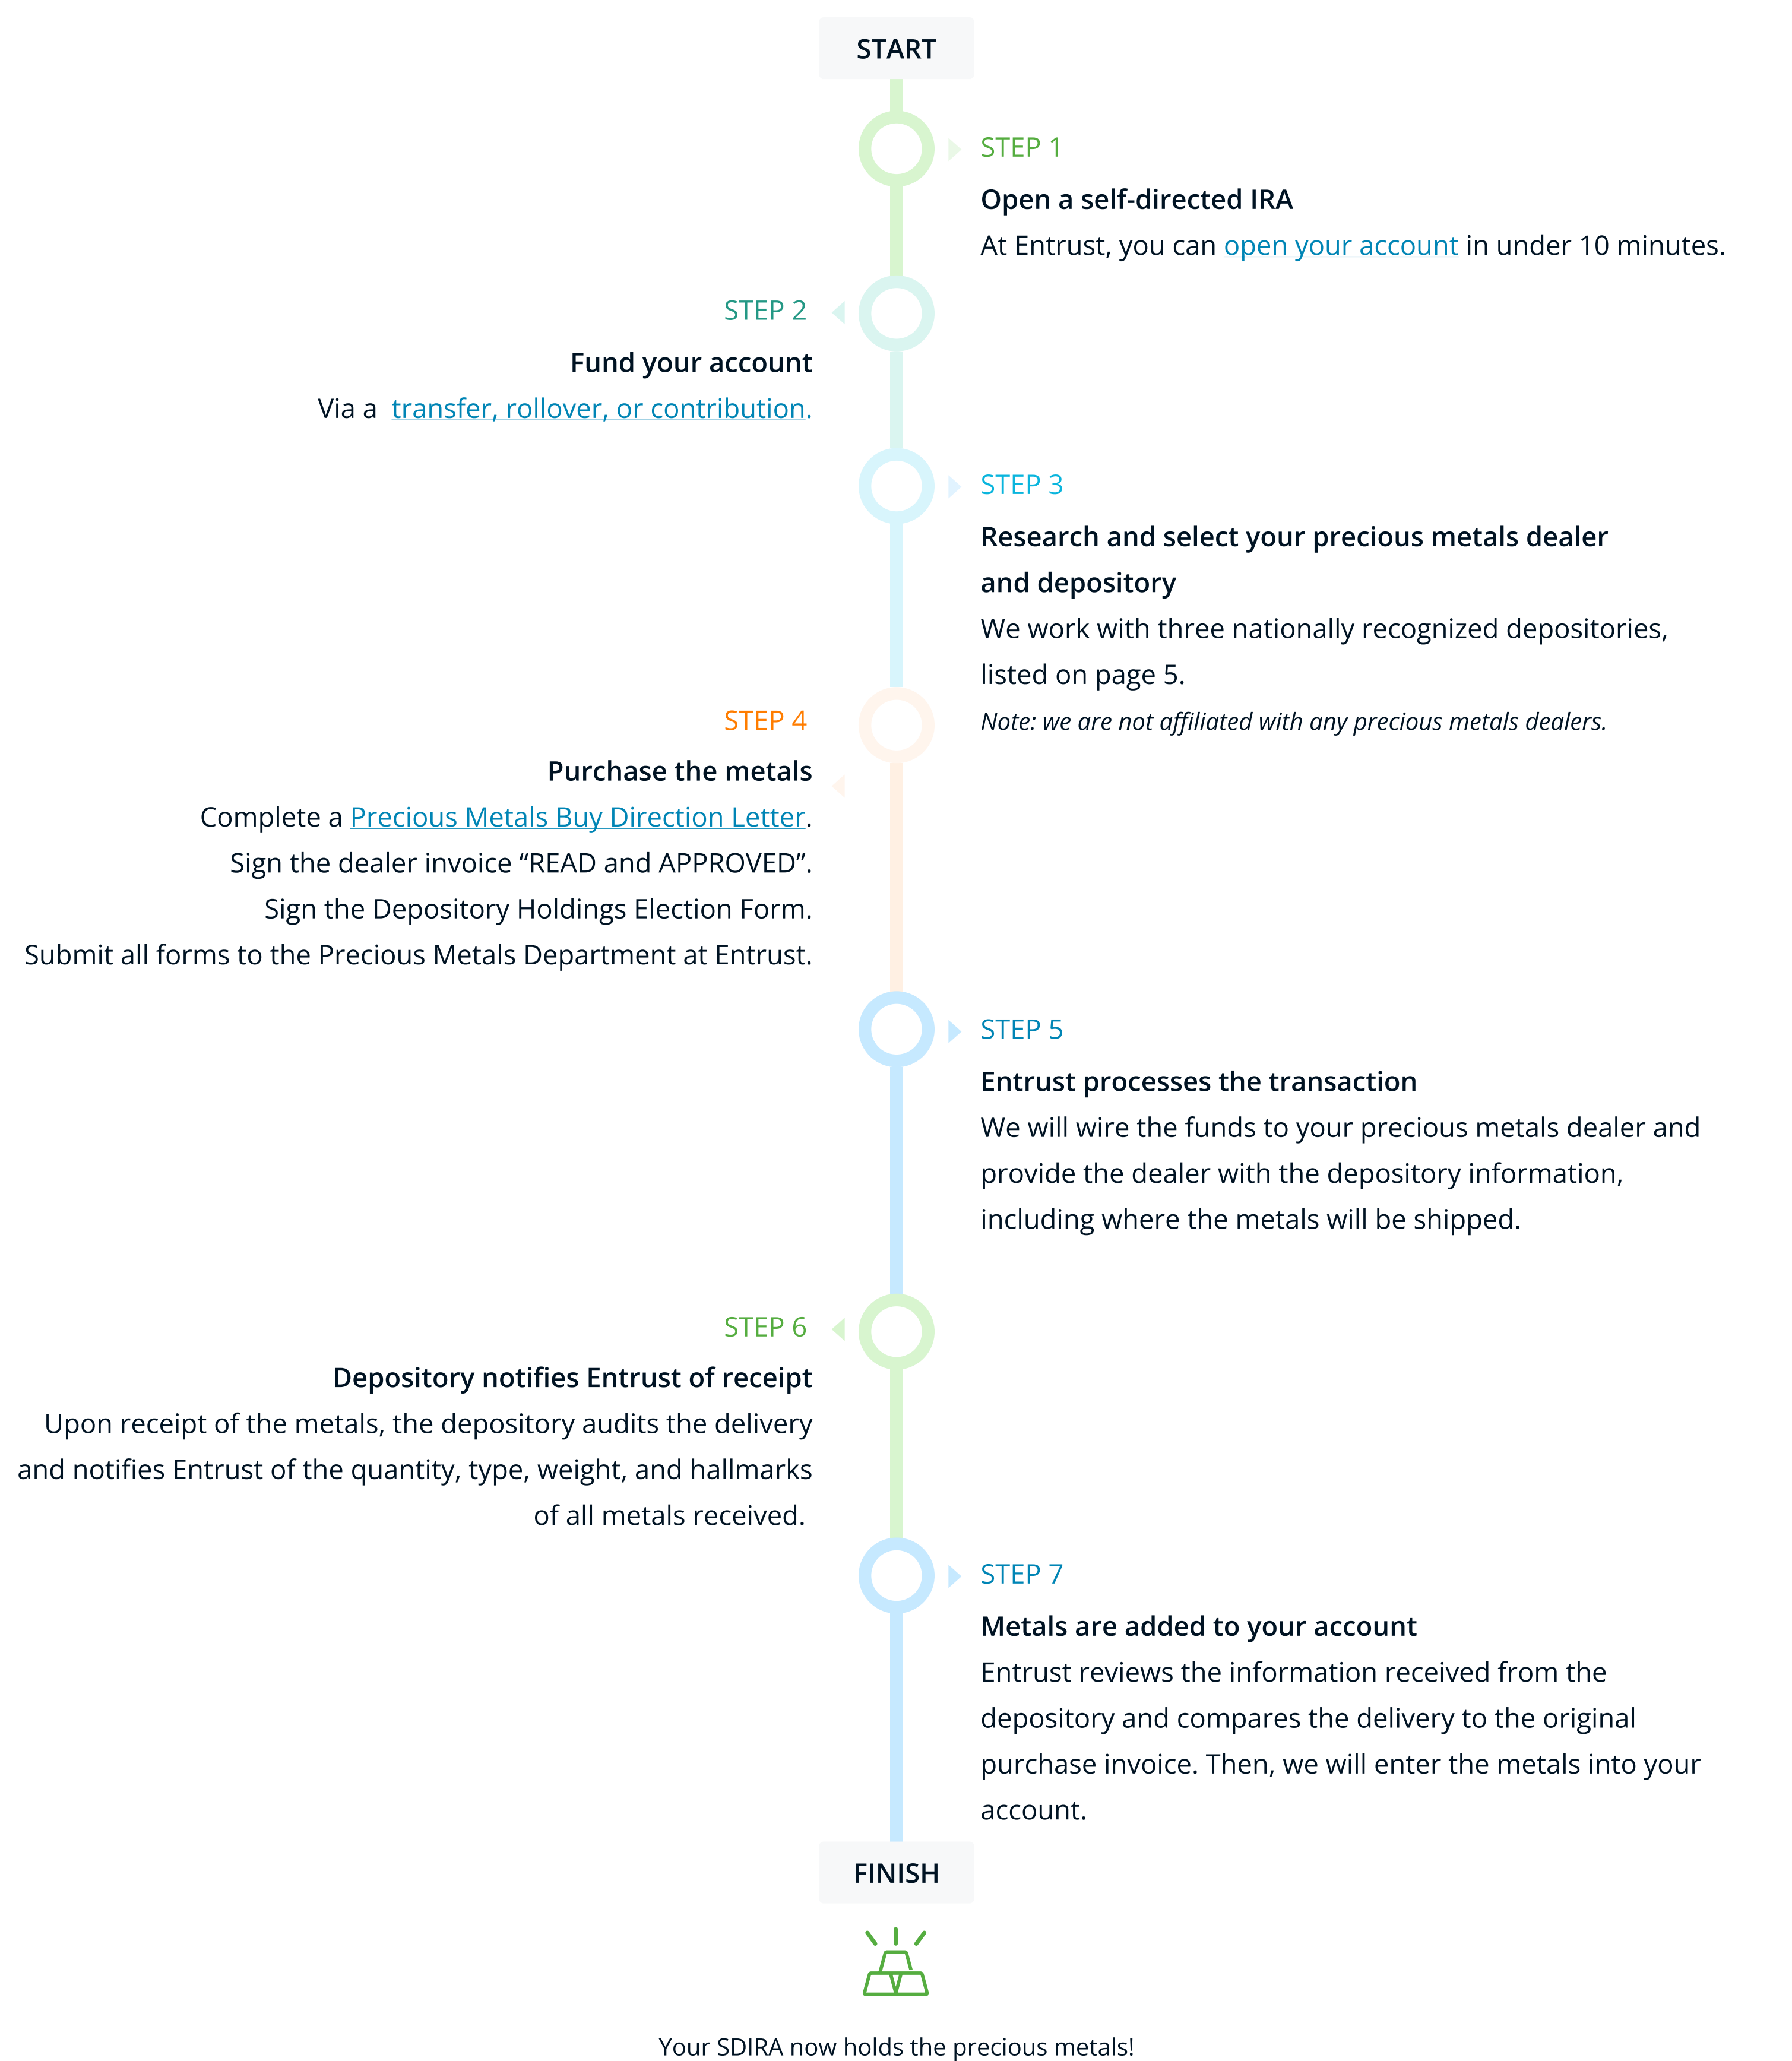 START
STEP 1
Open a self-directed IRA
At Entrust, you can open your account in under 10 minutes.
STEP 2
Fund your account
Via a transfer, rollover, or contribution.
STEP 3
Research and select your precious metals dealer
and depository
We work with three nationally recognized depositories,
listed on page 5.
Note: we are not affiliated with any precious metals dealers.
STEP 4
Purchase the metals
Complete a Precious Metals Buy Direction Letter.
Sign the dealer invoice “READ and APPROVED”.
Sign the Depository Holdings Election Form.
Submit all forms to the Precious Metals Department at Entrust.
STEP 5
Entrust processes the transaction
We will wire the funds to your precious metals dealer and
provide the dealer with the depository information,
including where the metals will be shipped.
STEP 6
Depository notifies Entrust of receipt
Upon receipt of the metals, the depository audits the delivery
and notifies Entrust of the quantity, type, weight, and hallmarks
of all metals received.
STEP 7
Metals are added to your account
Entrust reviews the information received from the
depository and compares the delivery to the original
purchase invoice. Then, we will enter the metals into your
account.
FINISH
Your SDIRA now holds the precious metals!